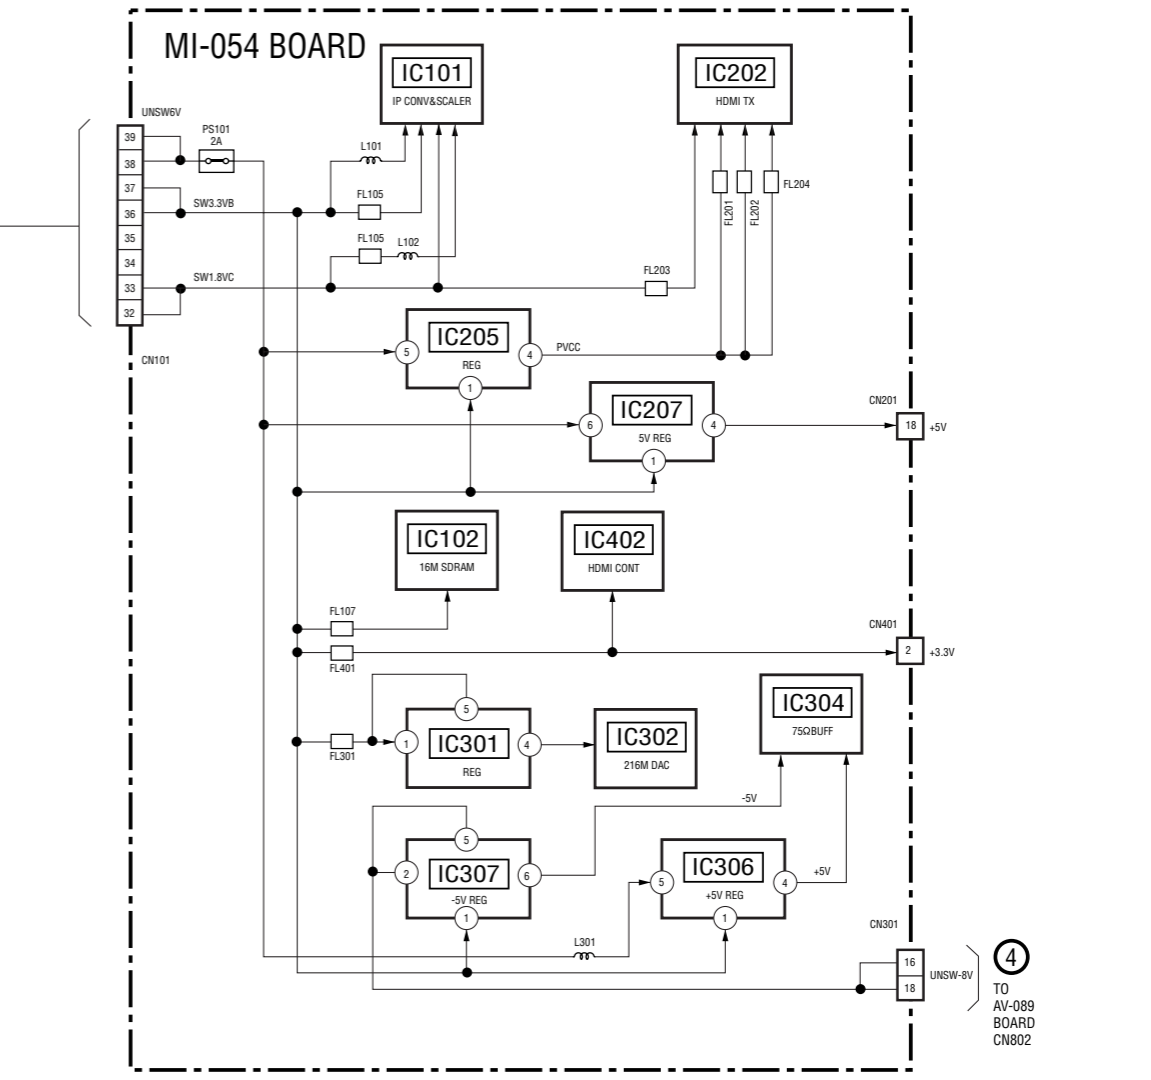 MI-054 BOARD
IC101
IP CONV&SCALER
IC202
HDMI TX
UNSW6V
PS101
2A
39
38
37
36
35
34
33
32
CN101
SW3.3VB
SW1.8VC
L101
FL105
FL105
L102
FL201
FL202
FL204
FL203
IC205
REG
5
4
1
PVCC
IC207
5V REG
6
4
1
CN201
18
+5V
IC102
16M SDRAM
IC402
HDMI CONT
FL107
FL401
CN401
2
+3.3V
IC304
75ΩBUFF
5
1
IC301
4
REG
FL301
IC302
216M DAC
-5V
5
2
IC307
6
-5V REG
1
5
IC306
4
+5V REG
1
+5V
L301
CN301
16
18
UNSW-8V
4
TO
AV-089
BOARD
CN802